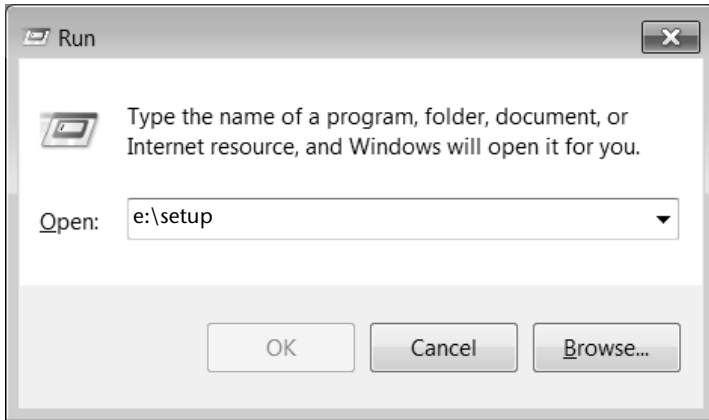 Run
Type the name of a program, folder, document, or
Internet resource, and Windows will open it for you.
Open: e:\setup
OK Cancel Browse...